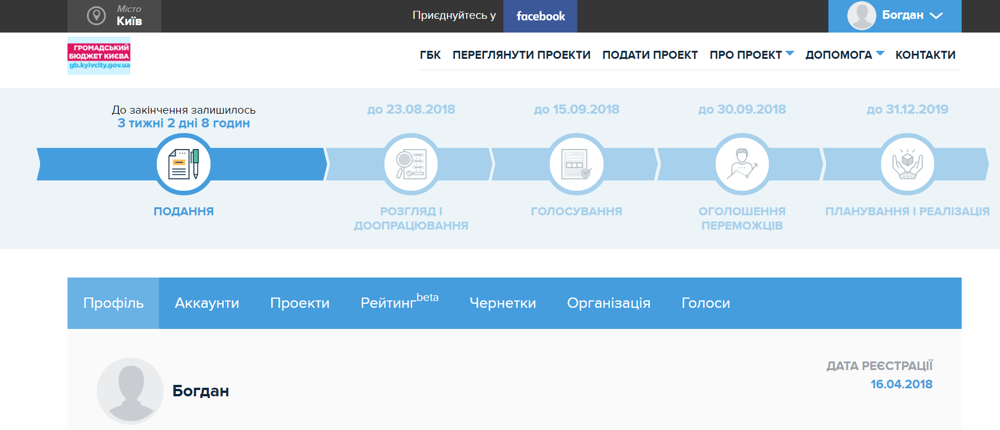 Місто
Київ
Приєднуйтесь у
facebook
Богдан
ГРОМАДСЬКИЙ
БЮДЖЕТ КИЄВА
gb.kyivcity.gov.ua
ГБК ПЕРЕГЛЯНУТИ ПРОЕКТИ ПОДАТИ ПРОЕКТ ПРО ПРОЕКТ ДОПОМОГА КОНТАКТИ
До закінчення залишилось
3 тижні 2 дні 8 годин
до 23.08.2018
до 15.09.2018
до 30.09.2018
до 31.12.2019
ПОДАННЯ
РОЗГЛЯД І
ДООПРАЦЮВАННЯ
ГОЛОСУВАННЯ
ОГОЛОШЕННЯ
ПЕРЕМОЖЦІВ
ПЛАНУВАННЯ І РЕАЛІЗАЦІЯ
Профіль Аккаунти Проекти Рейтинг beta Чернетки Організація Голоси
Богдан
ДАТА РЕЄСТРАЦІЇ
16.04.2018